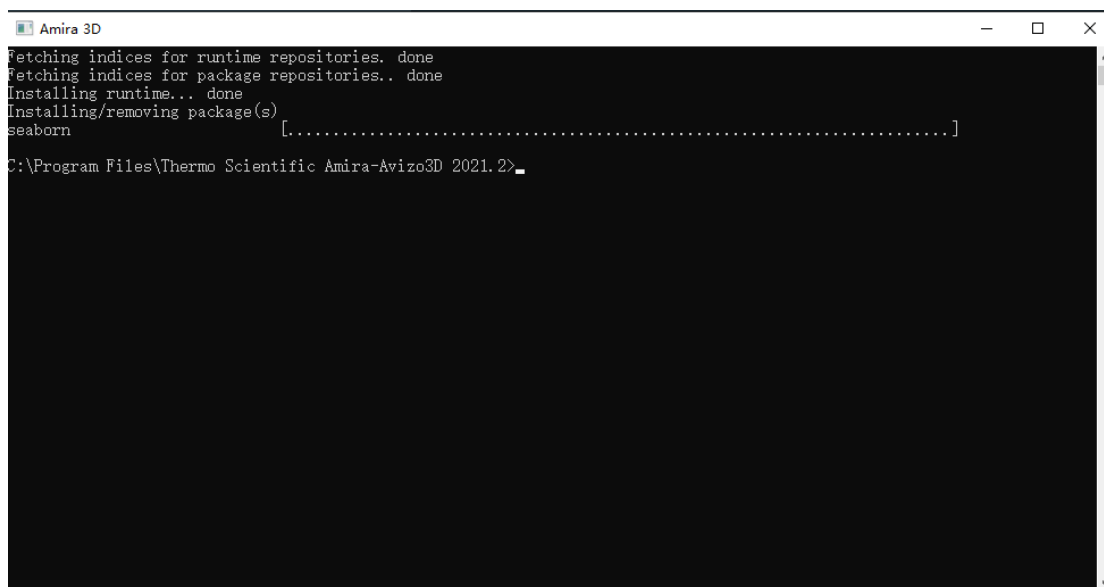 Amira 3D
Fetching indices for runtime repositories. done
Fetching indices for package repositories.. done
Installing runtime... done
Installing/removing package(s)
seaborn [..........................................................................]
C:\Program Files\Thermo Scientific Amira-Avizo3D 2021.2>